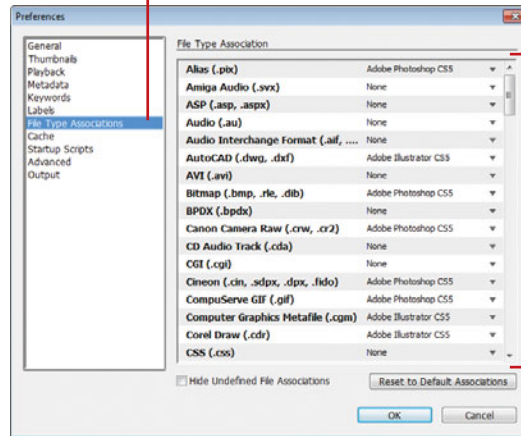 Preferences
General
Thumbnails
Playback
Metadata
Keywords
Labels
File Type Associations
Cache
Startup Scripts
Advanced
Output
File Type Association
Alias (.pix) Adobe Photoshop CS5
Amiga Audio (.svx) None
ASP (.asp, .aspx) None
Audio (.au) None
Audio Interchange Format (.aif, .... None
AutoCAD (.dwg, .dxf) Adobe Illustrator CS5
AVI (.avi) None
Bitmap (.bmp, .rle, .dib) Adobe Photoshop CS5
BPDX (.bpdx) None
Canon Camera Raw (.crw, .cr2) Adobe Photoshop CS5
CD Audio Track (.cda) None
CGI (.cgi) None
Cineon (.cin, .sdpx, .dpx, .fido) Adobe Photoshop CS5
CompuServe GIF (.gif) Adobe Photoshop CS5
Computer Graphics Metafile (.cgm) Adobe Illustrator CS5
Corel Draw (.cdr) Adobe Illustrator CS5
CSS (.css) None
Hide Undefined File Associations
Reset to Default Associations
OK Cancel